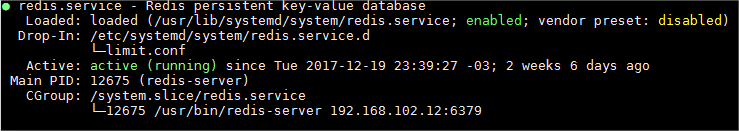 ● redis.service - Redis persistent key-value database
Loaded: loaded (/usr/lib/systemd/system/redis.service; enabled; vendor preset: disabled)
Drop-In: /etc/systemd/system/redis.service.d
└─limit.conf
Active: active (running) since Tue 2017-12-19 23:39:27 -03; 2 weeks 6 days ago
Main PID: 12675 (redis-server)
CGroup: /system.slice/redis.service
└─12675 /usr/bin/redis-server 192.168.102.12:6379